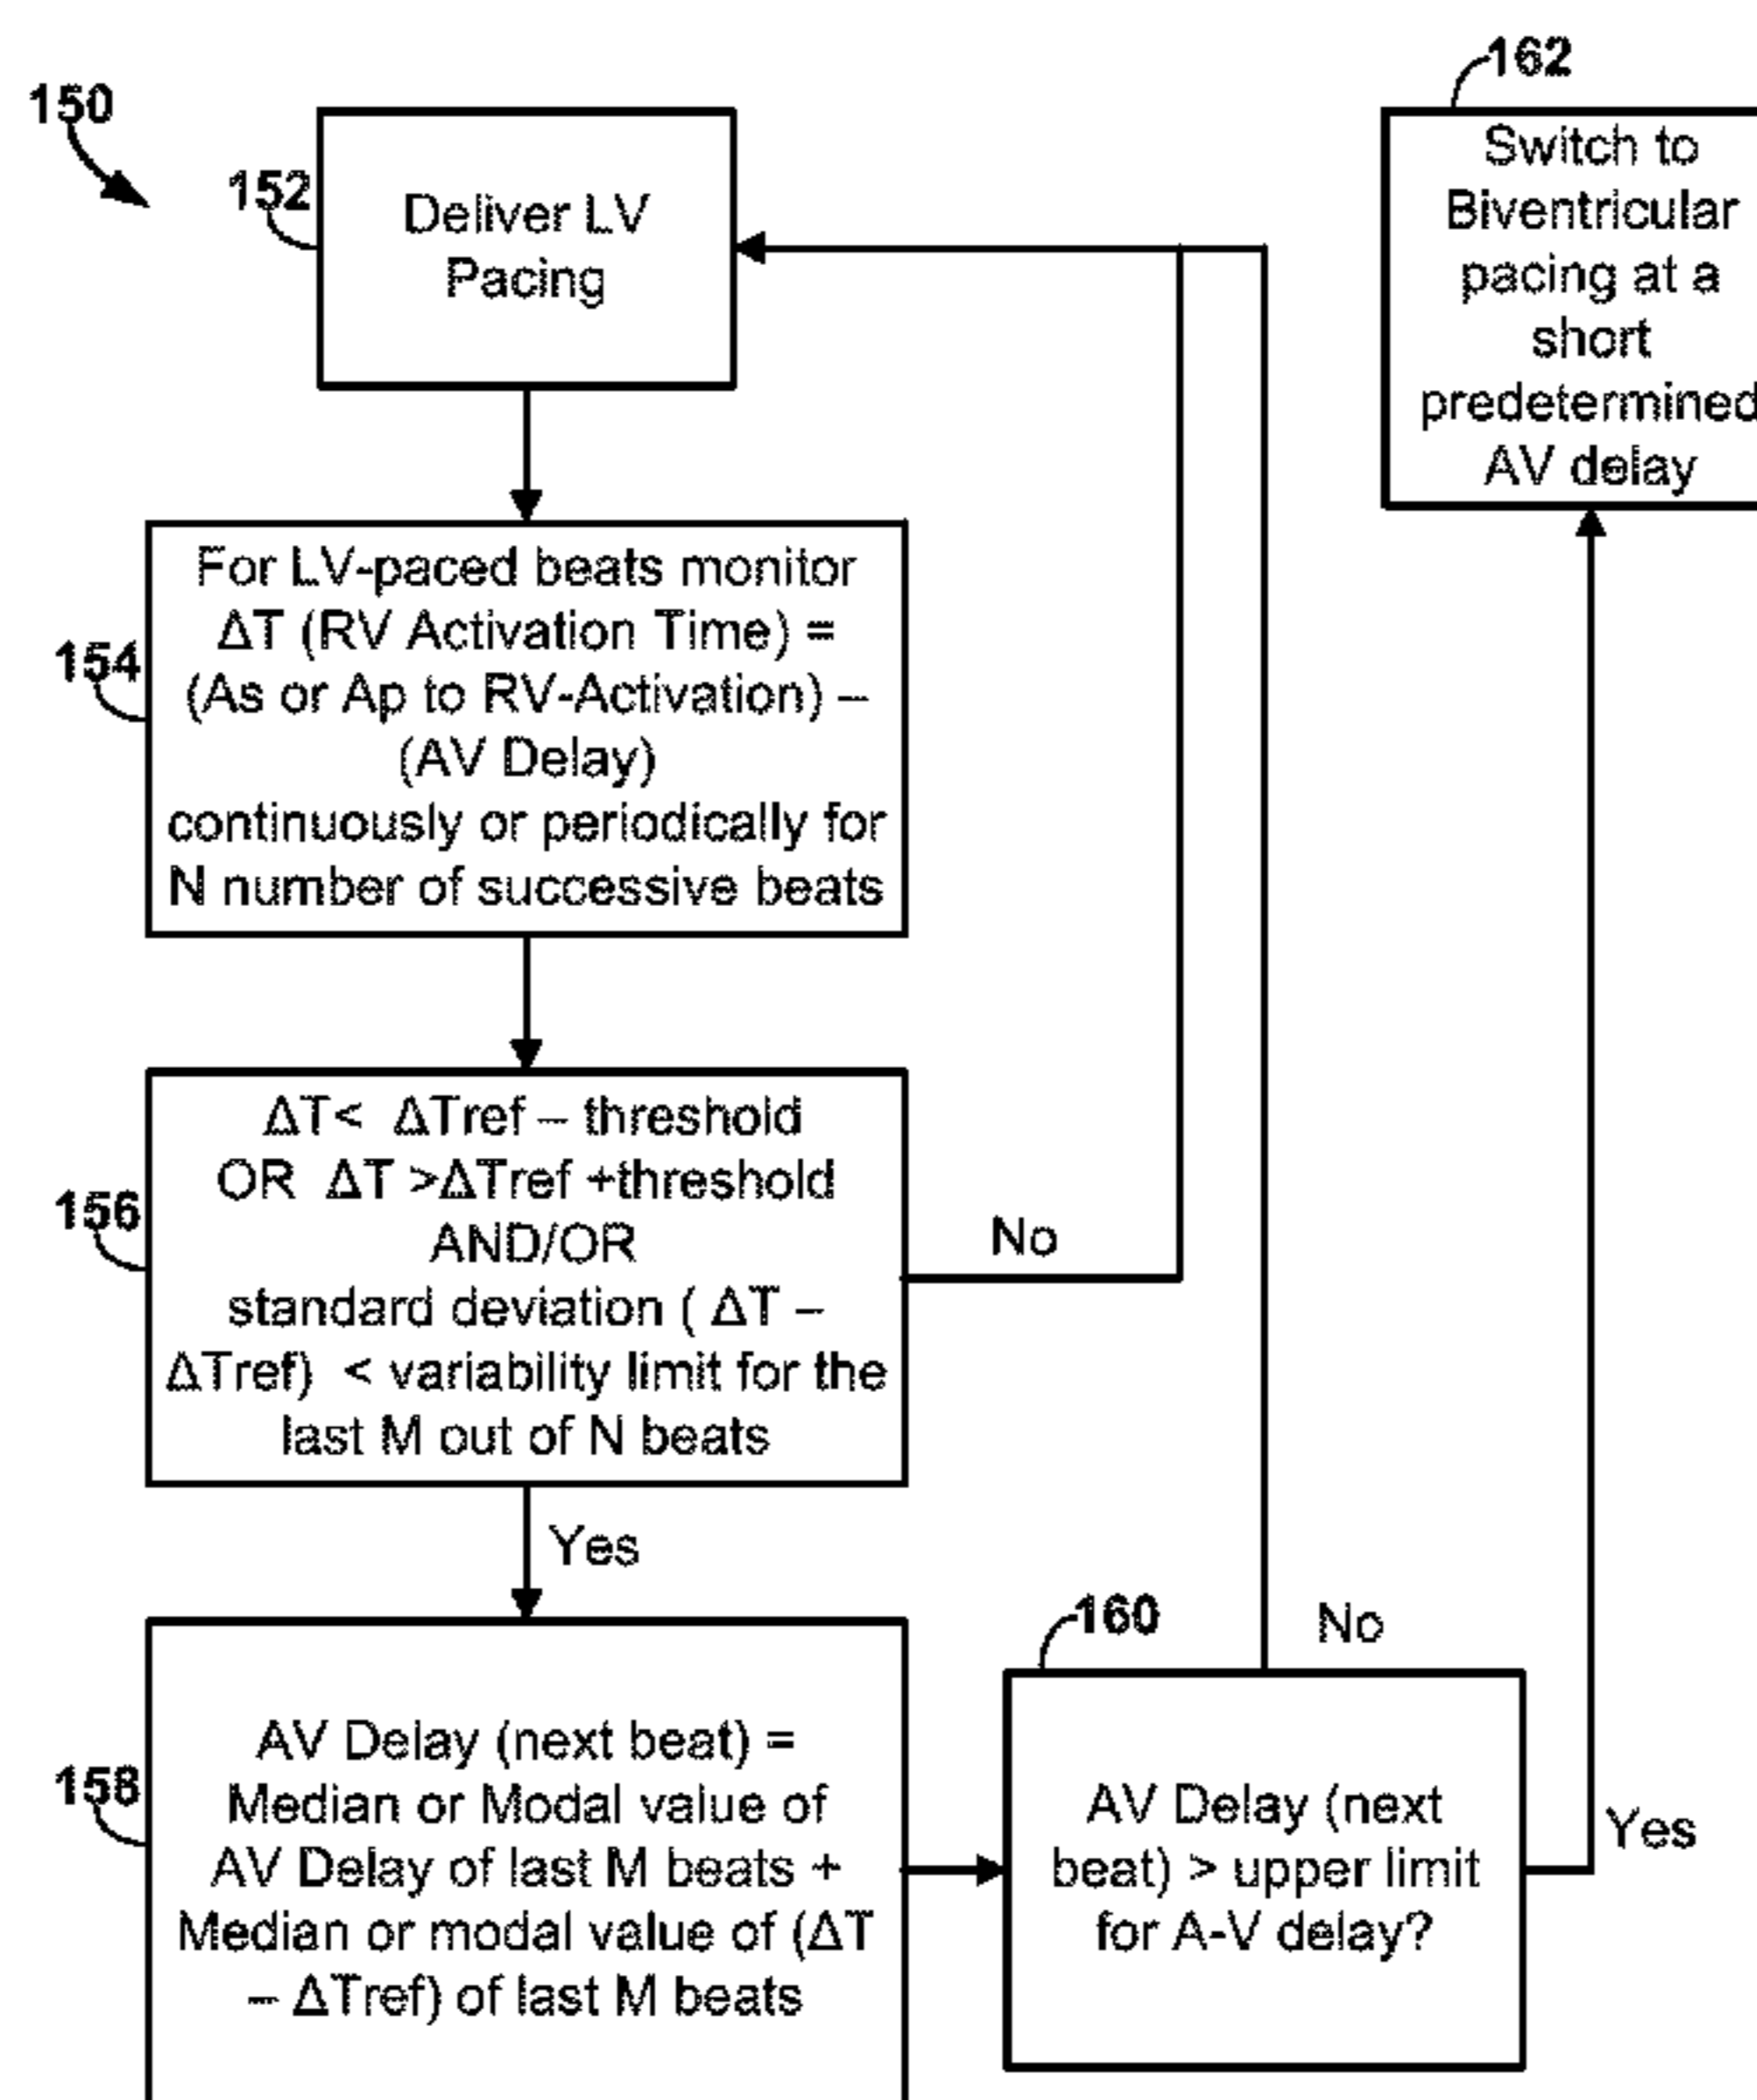 150
152
Deliver LV
Pacing
162
Switch to
Biventricular
pacing at a
short
predetermined
AV delay
154
For LV-paced beats monitor
ΔT (RV Activation Time) =
(As or Ap to RV-Activation) –
(AV Delay)
continuously or periodically for
N number of successive beats
156
ΔT< ΔTref – threshold
OR ΔT >ΔTref +threshold
AND/OR
standard deviation ( ΔT –
ΔTref) < variability limit for the
last M out of N beats
No
Yes
158
AV Delay (next beat) =
Median or Modal value of
AV Delay of last M beats +
Median or modal value of (ΔT
– ΔTref) of last M beats
160
No
AV Delay (next
beat) > upper limit
for A-V delay?
Yes